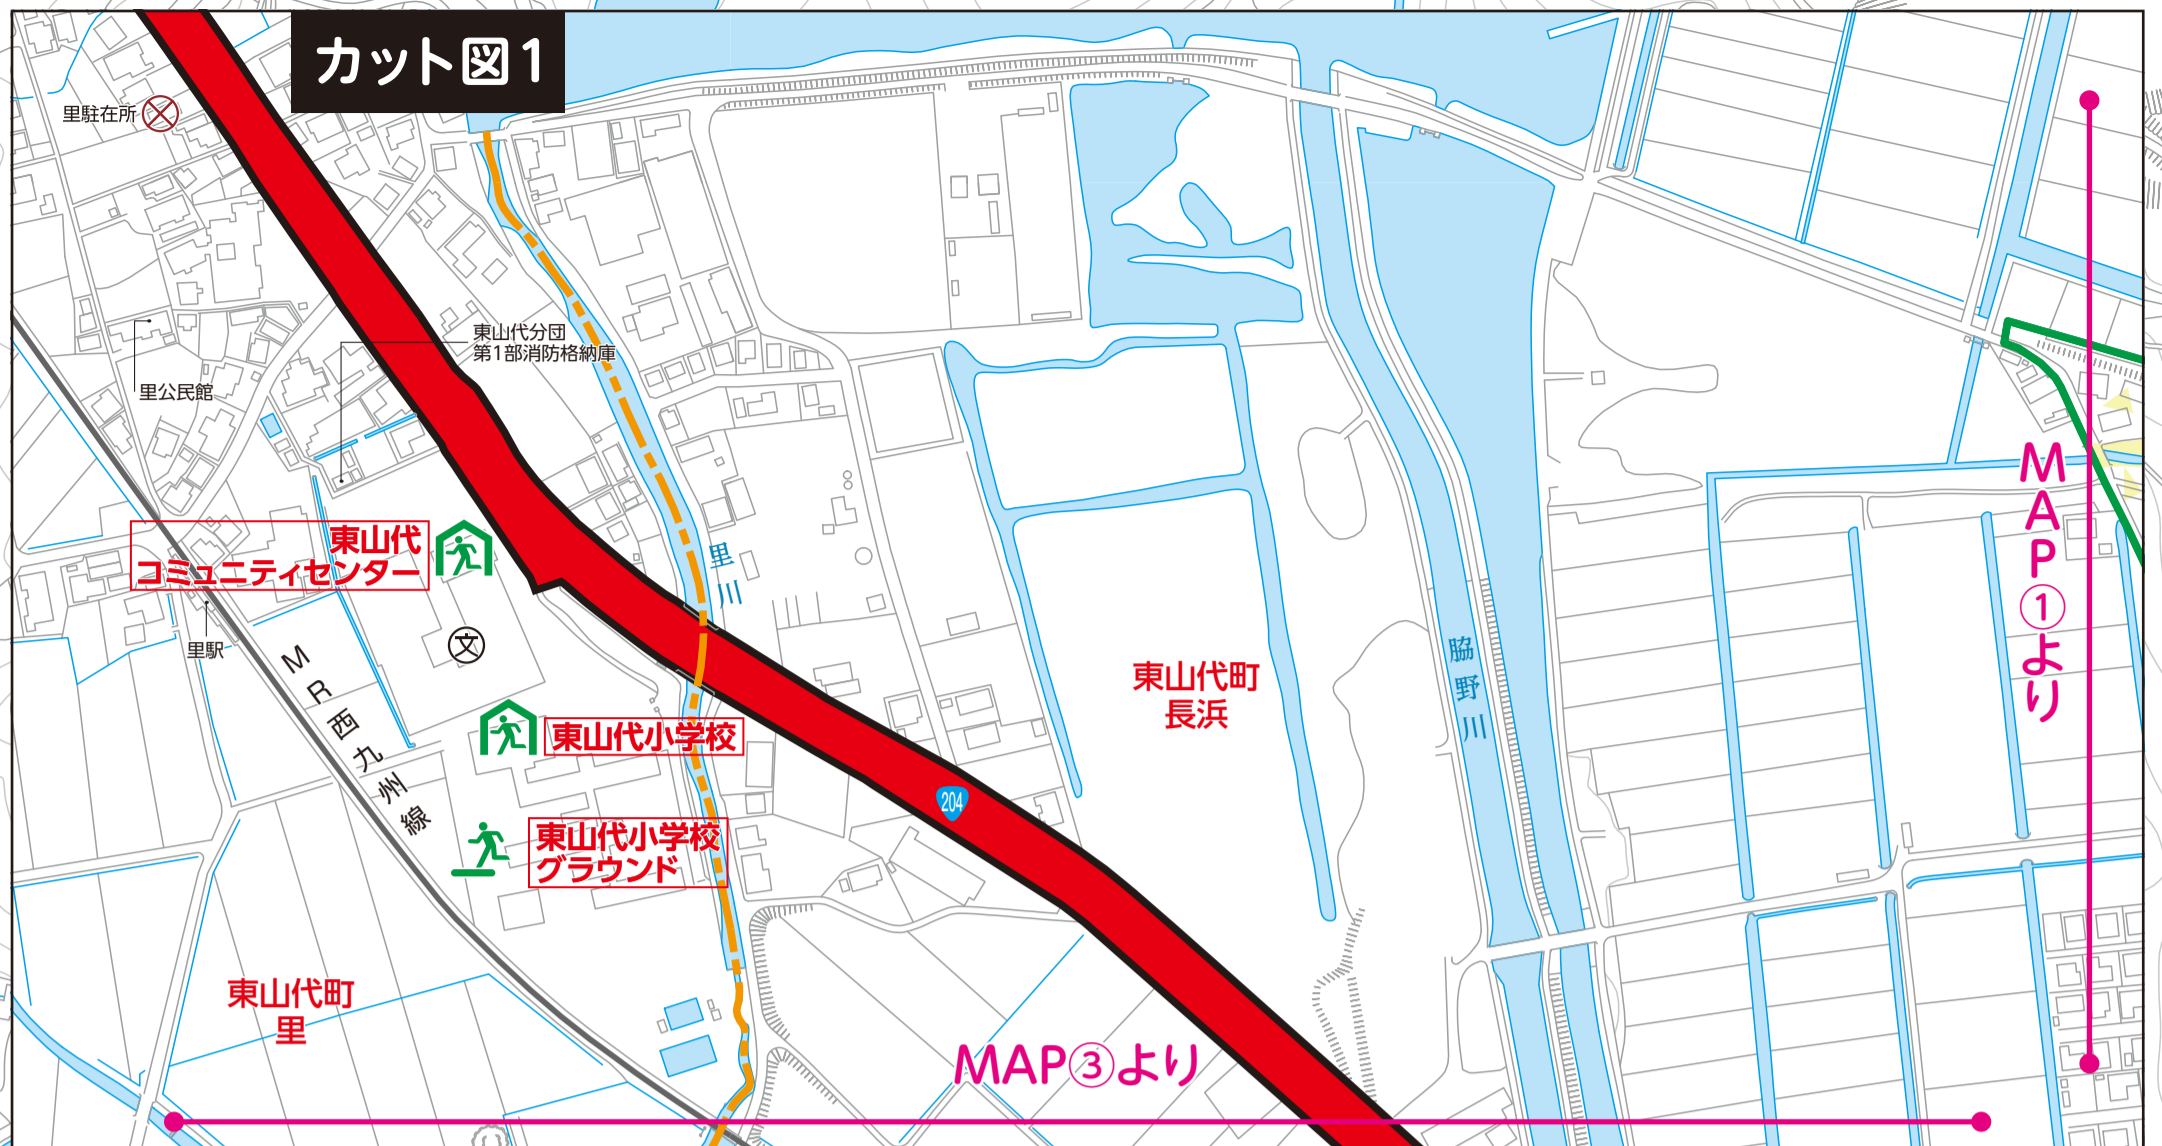 カット図1
里駐在所
東山代分団
第1部消防格納庫
里公民館
東山代
コミュニティセンター
里川
里駅
文
MR西九州線
東山代小学校
東山代小学校
グラウンド
204
東山代町
長浜
脇野川
MAP①より
東山代町
里
MAP③より